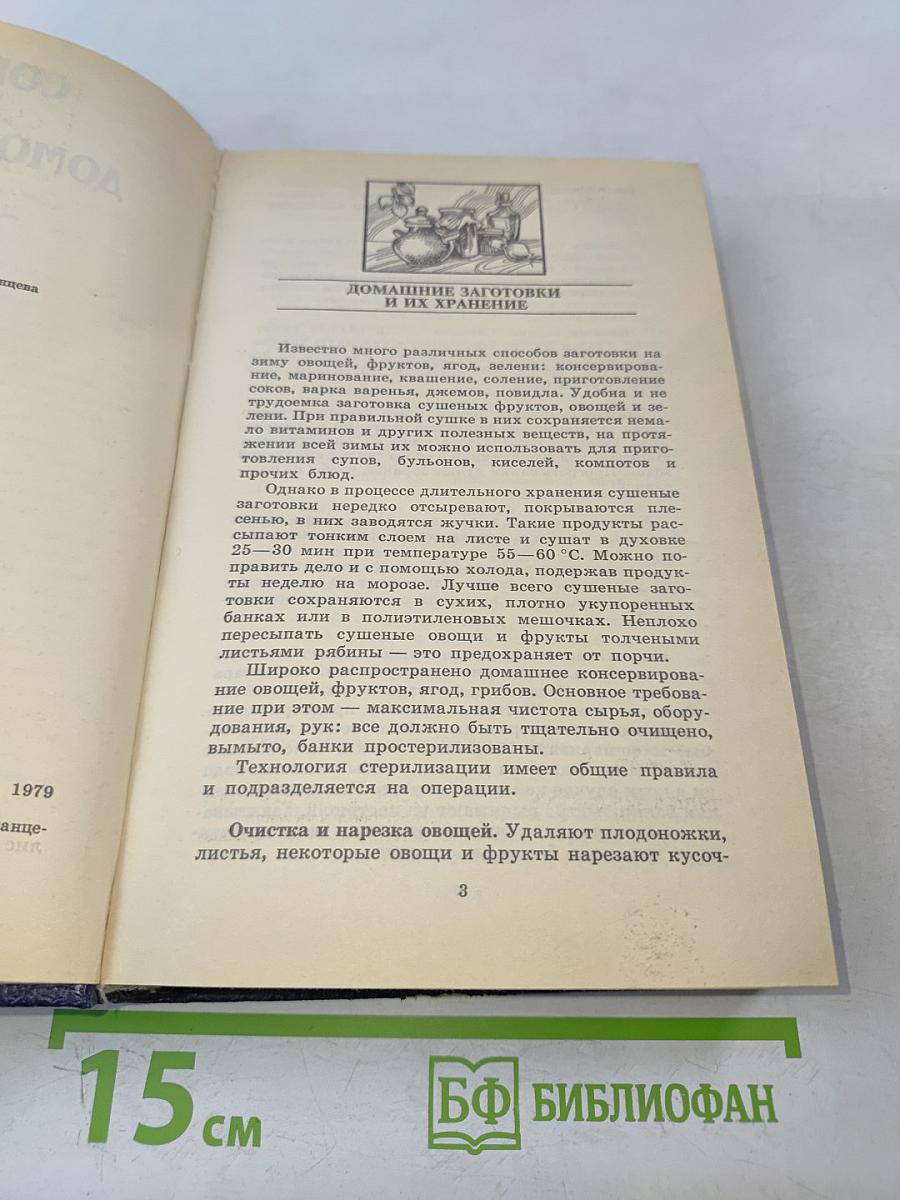 1979
ДОМАШНИЕ ЗАГОТОВКИ
И ИХ ХРАНЕНИЕ
Известно много различных способов заготовки на
зиму овощей, фруктов, ягод, зелени: консервирова-
ние, маринование, квашение, соление, приготовление
соков, варка варенья, джемов, повидла. Удобна и не
трудоемка заготовка сушеных фруктов, овощей и зе-
лени. При правильной сушке в них сохраняется нема-
ло витаминов и других полезных веществ, на протя-
жении всей зимы их можно использовать для приго-
товления супов, бульонов, киселей, компотов и
прочих блюд.
Однако в процессе длительного хранения сушеные
заготовки нередко отсыревают, покрываются пле-
сенью, в них заводятся жучки. Такие продукты рас-
сыпают тонким слоем на листе и сушат в духовке
25—30 мин при температуре 55—60 °С. Можно по-
править дело и с помощью холода, подержав продук-
ты неделю на морозе. Лучше всего сушеные заго-
товки сохраняются в сухих, плотно укупоренных
банках или в полиэтиленовых мешочках. Неплохо
пересыпать сушеные овощи и фрукты толчеными
листьями рябины — это предохраняет от порчи.
Широко распространено домашнее консервирова-
ние овощей, фруктов, ягод, грибов. Основное требова-
ние при этом — максимальная чистота сырья, обору-
дования, рук: все должно быть тщательно очищено,
вымыто, банки простерилизованы.
Технология стерилизации имеет общие правила
и подразделяется на операции.
Очистка и нарезка овощей. Удаляют плодоножки,
листья, некоторые овощи и фрукты нарезают кусоч-
3
15 см
БФ БИБЛИОФАН